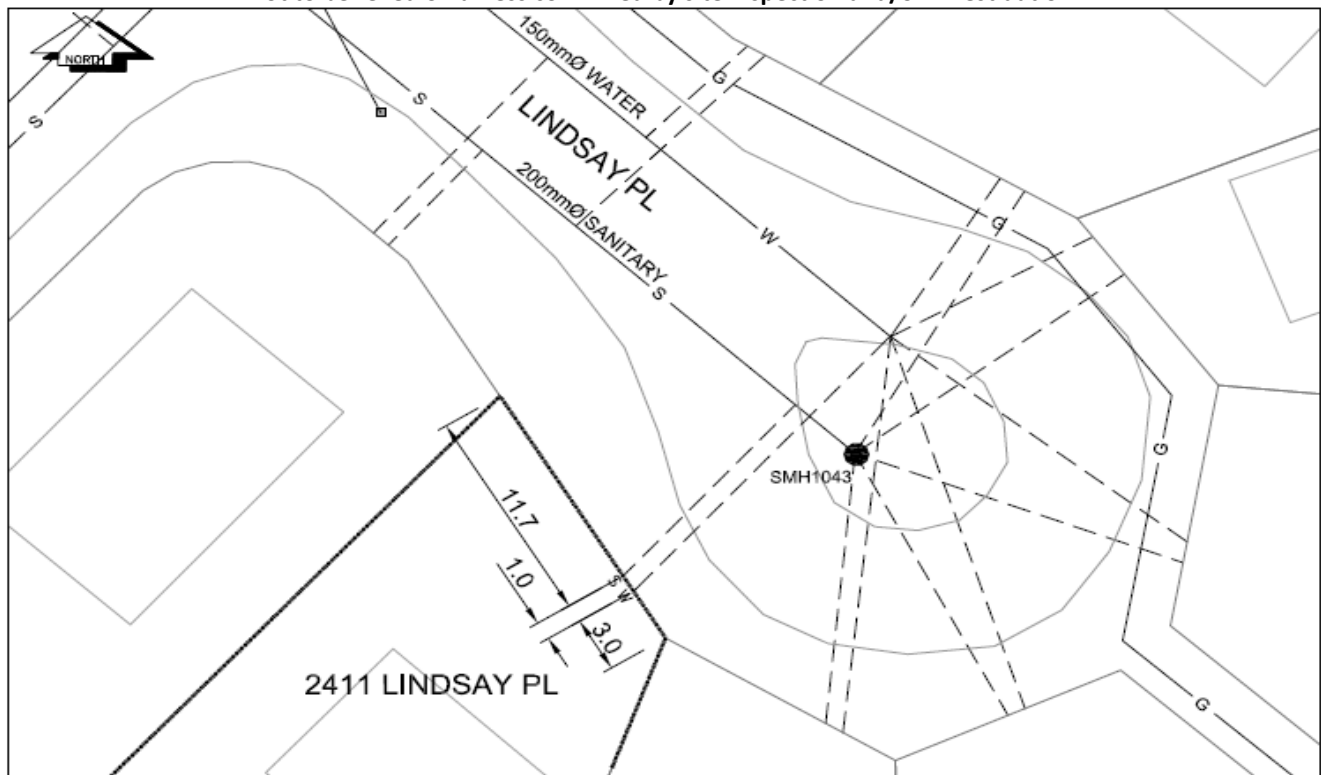 NORTH
S
S
150mmØ WATER
G
LINDSAY PL
200mmØ SANITARY
S
W
G
G
SMH1043
11.7
1.0
S W
3.0
2411 LINDSAY PL
G